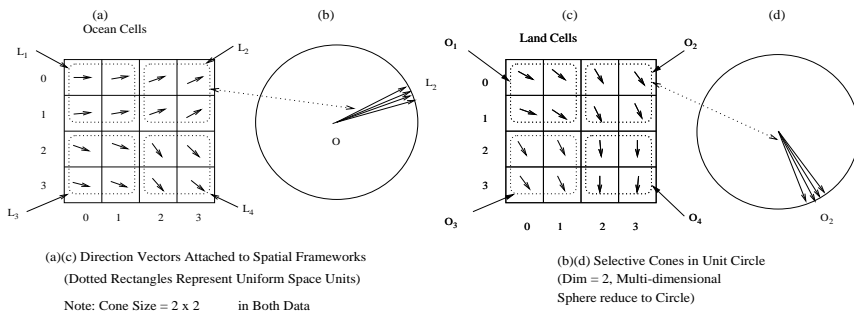 (a)
(b)
(c)
(d)
Ocean Cells
Land Cells
L1
L2
O1
O2
0
1
2
3
0 1 2 3
L3
L4
L2
O
0
1
2
3
0 1 2 3
O3
O4
O2
(a)(c) Direction Vectors Attached to Spatial Frameworks
(Dotted Rectangles Represent Uniform Space Units)
Note: Cone Size = 2 x 2 in Both Data
(b)(d) Selective Cones in Unit Circle
(Dim = 2, Multi-dimensional
Sphere reduce to Circle)